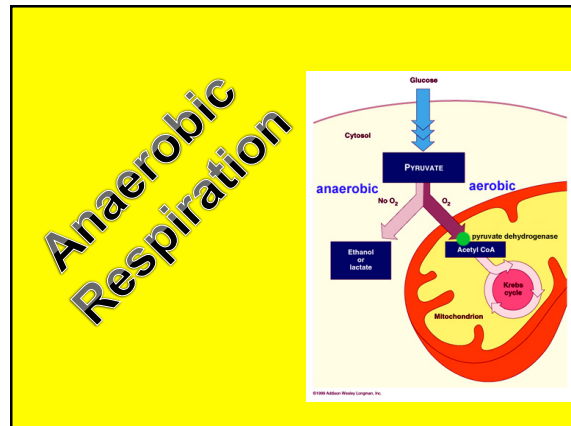 Anaerobic
Respiration
Glucose
Cytosol
PYRUVATE
anaerobic
aerobic
No O₂
O₂
pyruvate dehydrogenase
Ethanol
or
lactate
Acetyl CoA
Krebs
cycle
Mitochondrion
©1999 Addison Wesley Longman, Inc.